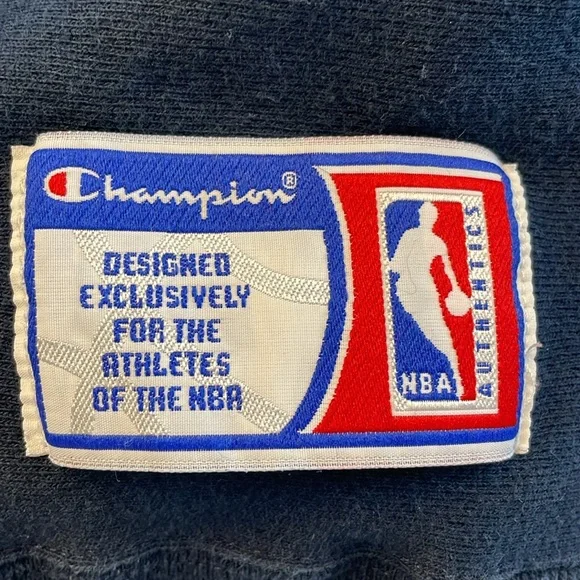 Champion®
DESIGNED
EXCLUSIVELY
FOR THE
ATHLETES
OF THE NBA
NBA
AUTHENTICS